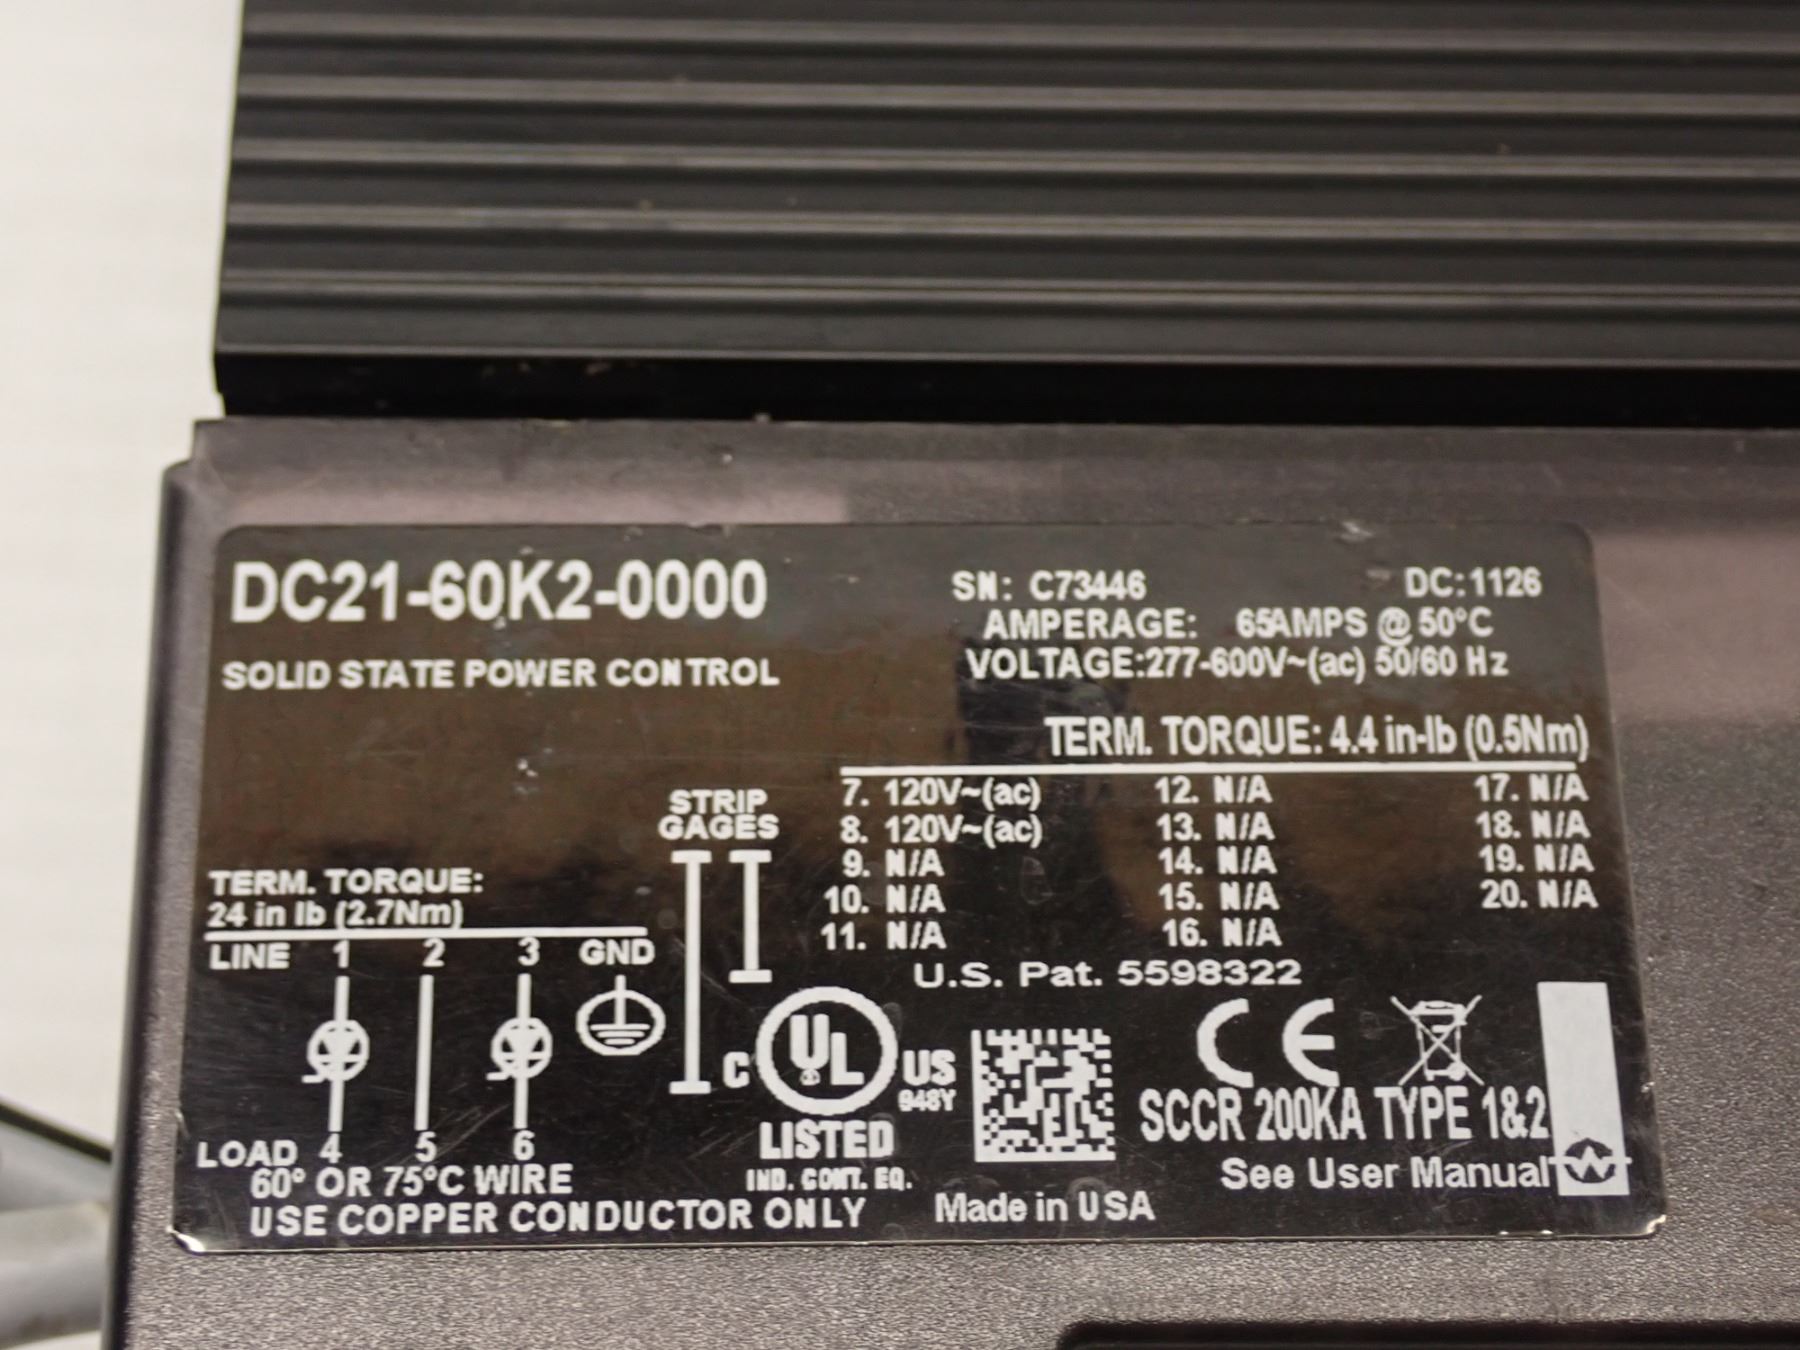 DC21-60K2-0000
SN: C73446 DC:1126
AMPERAGE: 65AMPS @ 50°C
SOLID STATE POWER CONTROL
VOLTAGE:277-600V~(ac) 50/60 Hz
TERM. TORQUE: 4.4 in-lb (0.5Nm)
7. 120V~(ac) 12. N/A 17. N/A
8. 120V~(ac) 13. N/A 18. N/A
9. N/A 14. N/A 19. N/A
10. N/A 15. N/A 20. N/A
11. N/A 16. N/A
STRIP
GAGES
TERM. TORQUE:
24 in lb (2.7Nm)
LINE 1 2 3 GND
LOAD 4 5 6
60° OR 75°C WIRE
USE COPPER CONDUCTOR ONLY
U.S. Pat. 5598322
C UL US
948Y
LISTED
IND. CONT. EQ.
CE
SCCR 200KA TYPE 1&2
See User Manual
W
Made in USA